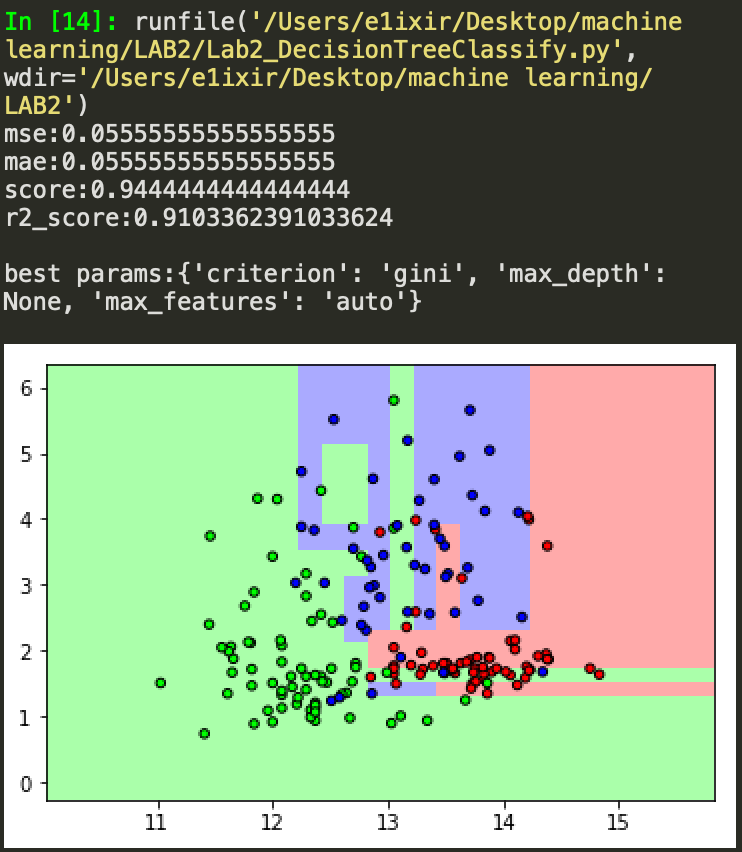 In [14]: runfile('/Users/e1ixir/Desktop/machine
learning/LAB2/Lab2_DecisionTreeClassify.py',
wdir='/Users/e1ixir/Desktop/machine learning/
LAB2')
mse:0.05555555555555555
mae:0.05555555555555555
score:0.9444444444444444
r2_score:0.9103362391033624
best params:{'criterion': 'gini', 'max_depth':
None, 'max_features': 'auto'}
6
5
4
3
2
1
0
11 12 13 14 15